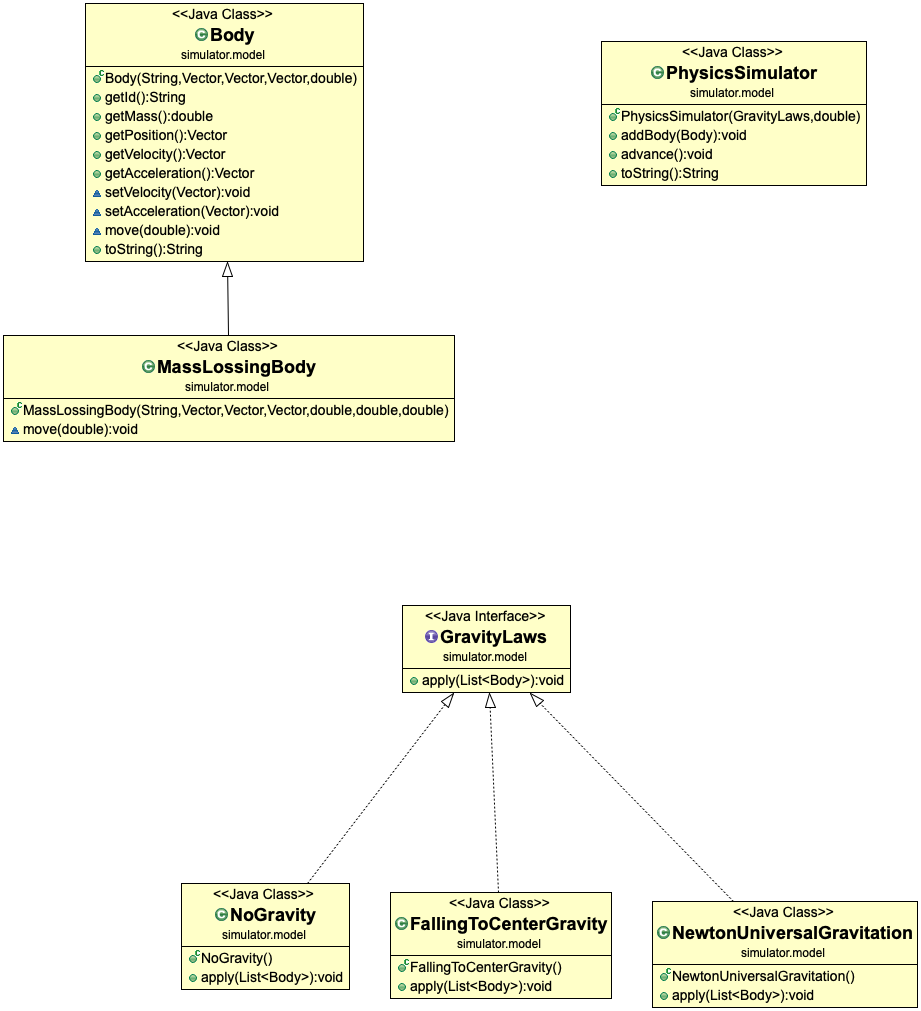 <<Java Class>>
Body
simulator.model
Body(String,Vector,Vector,Vector,double)
getId():String
getMass():double
getPosition():Vector
getVelocity():Vector
getAcceleration():Vector
setVelocity(Vector):void
setAcceleration(Vector):void
move(double):void
toString():String
<<Java Class>>
PhysicsSimulator
simulator.model
PhysicsSimulator(GravityLaws,double)
addBody(Body):void
advance():void
toString():String
<<Java Class>>
MassLossingBody
simulator.model
MassLossingBody(String,Vector,Vector,Vector,double,double,double)
move(double):void
<<Java Interface>>
GravityLaws
simulator.model
apply(List<Body>):void
<<Java Class>>
NoGravity
simulator.model
NoGravity()
apply(List<Body>):void
<<Java Class>>
FallingToCenterGravity
simulator.model
FallingToCenterGravity()
apply(List<Body>):void
<<Java Class>>
NewtonUniversalGravitation
simulator.model
NewtonUniversalGravitation()
apply(List<Body>):void